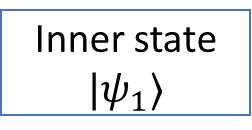 Inner state
|ψ₁⟩